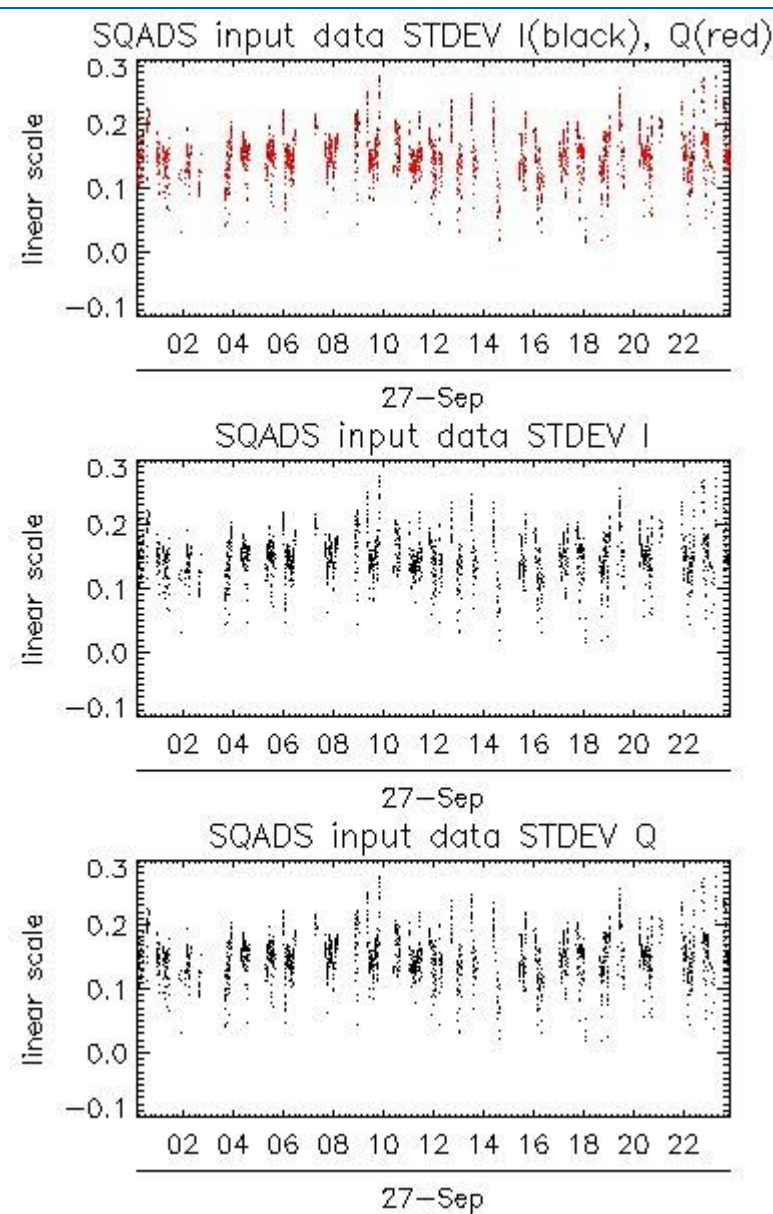 SQADS input data STDEV I(black), Q(red)
linear scale
0.3
0.2
0.1
0.0
−0.1
02 04 06 08 10 12 14 16 18 20 22
27−Sep
SQADS input data STDEV I
linear scale
0.3
0.2
0.1
0.0
−0.1
02 04 06 08 10 12 14 16 18 20 22
27−Sep
SQADS input data STDEV Q
linear scale
0.3
0.2
0.1
0.0
−0.1
02 04 06 08 10 12 14 16 18 20 22
27−Sep